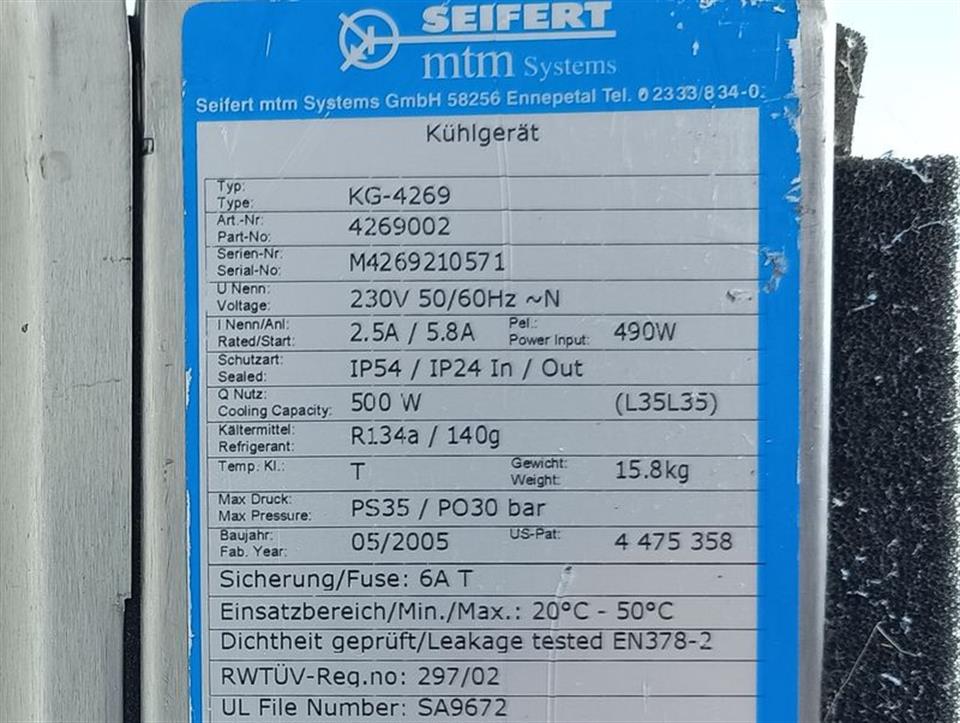 SEIFERT
mtm Systems
Seifert mtm Systems GmbH 58256 Ennepetal Tel. 02333/834-0
Kühlgerät
Typ:
Type: KG-4269
Art.-Nr:
Part-No: 4269002
Serien-Nr:
Serial-No: M4269210571
U Nenn:
Voltage: 230V 50/60Hz ~N
I Nenn/Anl:
Rated/Start: 2.5A / 5.8A Pel.:
Power Input: 490W
Schutzart:
Sealed: IP54 / IP24 In / Out
Q Nutz:
Cooling Capacity: 500 W (L35L35)
Kältermittel:
Refrigerant: R134a / 140g
Temp. Kl.: T Gewicht:
Weight: 15.8kg
Max Druck:
Max Pressure: PS35 / PO30 bar
Baujahr:
Fab. Year: 05/2005 US-Pat: 4 475 358
Sicherung/Fuse: 6A T
Einsatzbereich/Min./Max.: 20°C - 50°C
Dichtheit geprüft/Leakage tested EN378-2
RWTÜV-Reg.no: 297/02
UL File Number: SA9672